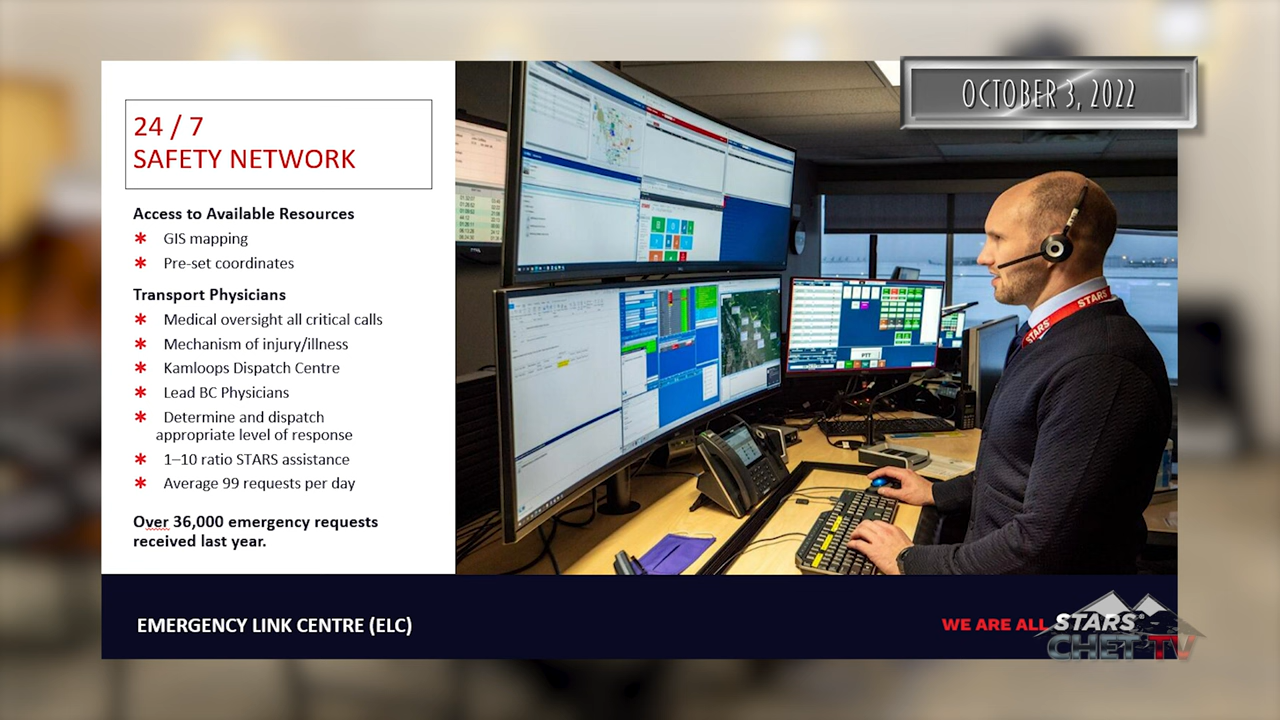 OCTOBER 3, 2022
24 / 7
SAFETY NETWORK
Access to Available Resources
* GIS mapping
* Pre-set coordinates
Transport Physicians
* Medical oversight all critical calls
* Mechanism of injury/illness
* Kamloops Dispatch Centre
* Lead BC Physicians
* Determine and dispatch
appropriate level of response
* 1–10 ratio STARS assistance
* Average 99 requests per day
Over 36,000 emergency requests
received last year.
STARS
STARS
PTT
EMERGENCY LINK CENTRE (ELC)
WE ARE ALL STARS®
CHET TV